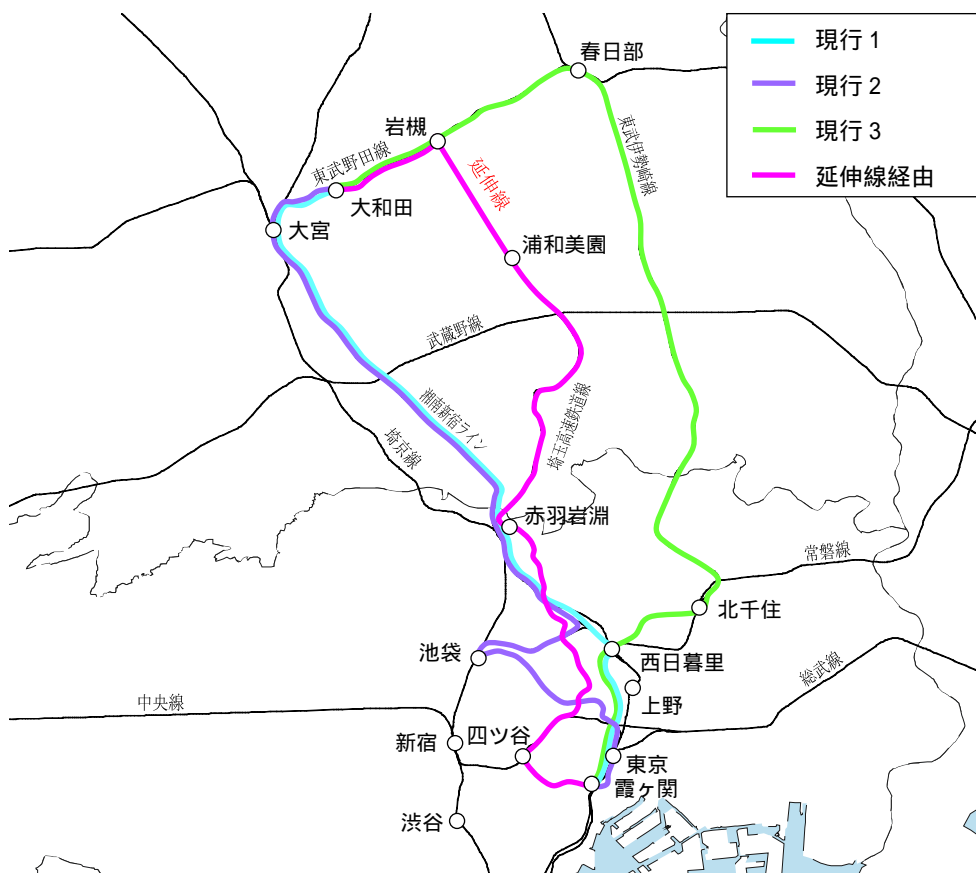 現行1
現行2
現行3
延伸線経由
春日部
岩槻
東武野田線
東武伊勢崎線
延伸線
大和田
大宮
浦和美園
武蔵野線
湘南新宿ライン
埼玉高速鉄道線
埼京線
赤羽岩淵
常磐線
北千住
池袋
西日暮里
総武線
上野
中央線
新宿
四ツ谷
東京
霞ヶ関
渋谷